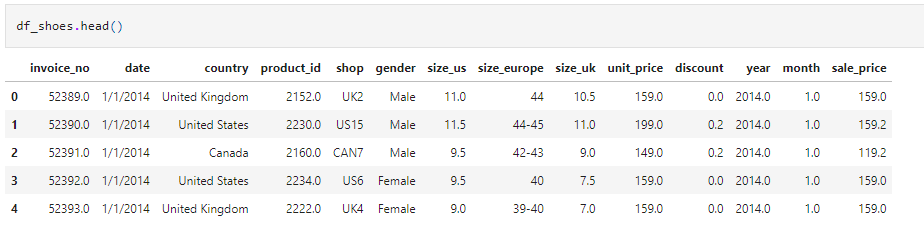 df_shoes.head()
invoice_no date country product_id shop gender size_us size_europe size_uk unit_price discount year month sale_price
0 52389.0 1/1/2014 United Kingdom 2152.0 UK2 Male 11.0 44 10.5 159.0 0.0 2014.0 1.0 159.0
1 52390.0 1/1/2014 United States 2230.0 US15 Male 11.5 44-45 11.0 199.0 0.2 2014.0 1.0 159.2
2 52391.0 1/1/2014 Canada 2160.0 CAN7 Male 9.5 42-43 9.0 149.0 0.2 2014.0 1.0 119.2
3 52392.0 1/1/2014 United States 2234.0 US6 Female 9.5 40 7.5 159.0 0.0 2014.0 1.0 159.0
4 52393.0 1/1/2014 United Kingdom 2222.0 UK4 Female 9.0 39-40 7.0 159.0 0.0 2014.0 1.0 159.0